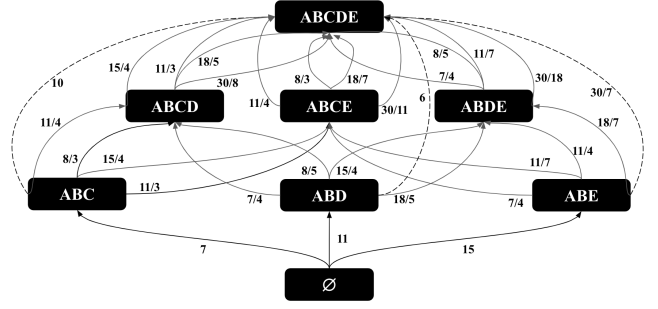 ABCDE
15/4 11/3 18/5 8/5 11/7
10 30/8 8/3 18/7 7/4 30/18 30/7
11/4 ABCD 11/4 ABCE 30/11 6 ABDE 18/7
8/3 15/4 8/5 15/4 11/7 11/4
ABC 11/3 7/4 ABD 18/5 7/4 ABE
7 11 15
∅